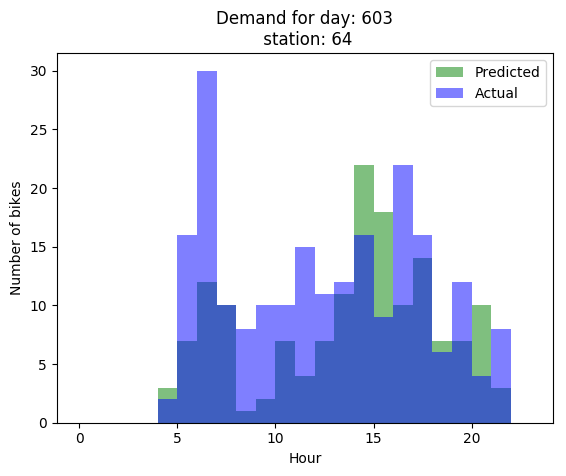 Demand for day: 603
station: 64
Predicted
Actual
30
25
20
15
10
5
0
Number of bikes
0 5 10 15 20
Hour